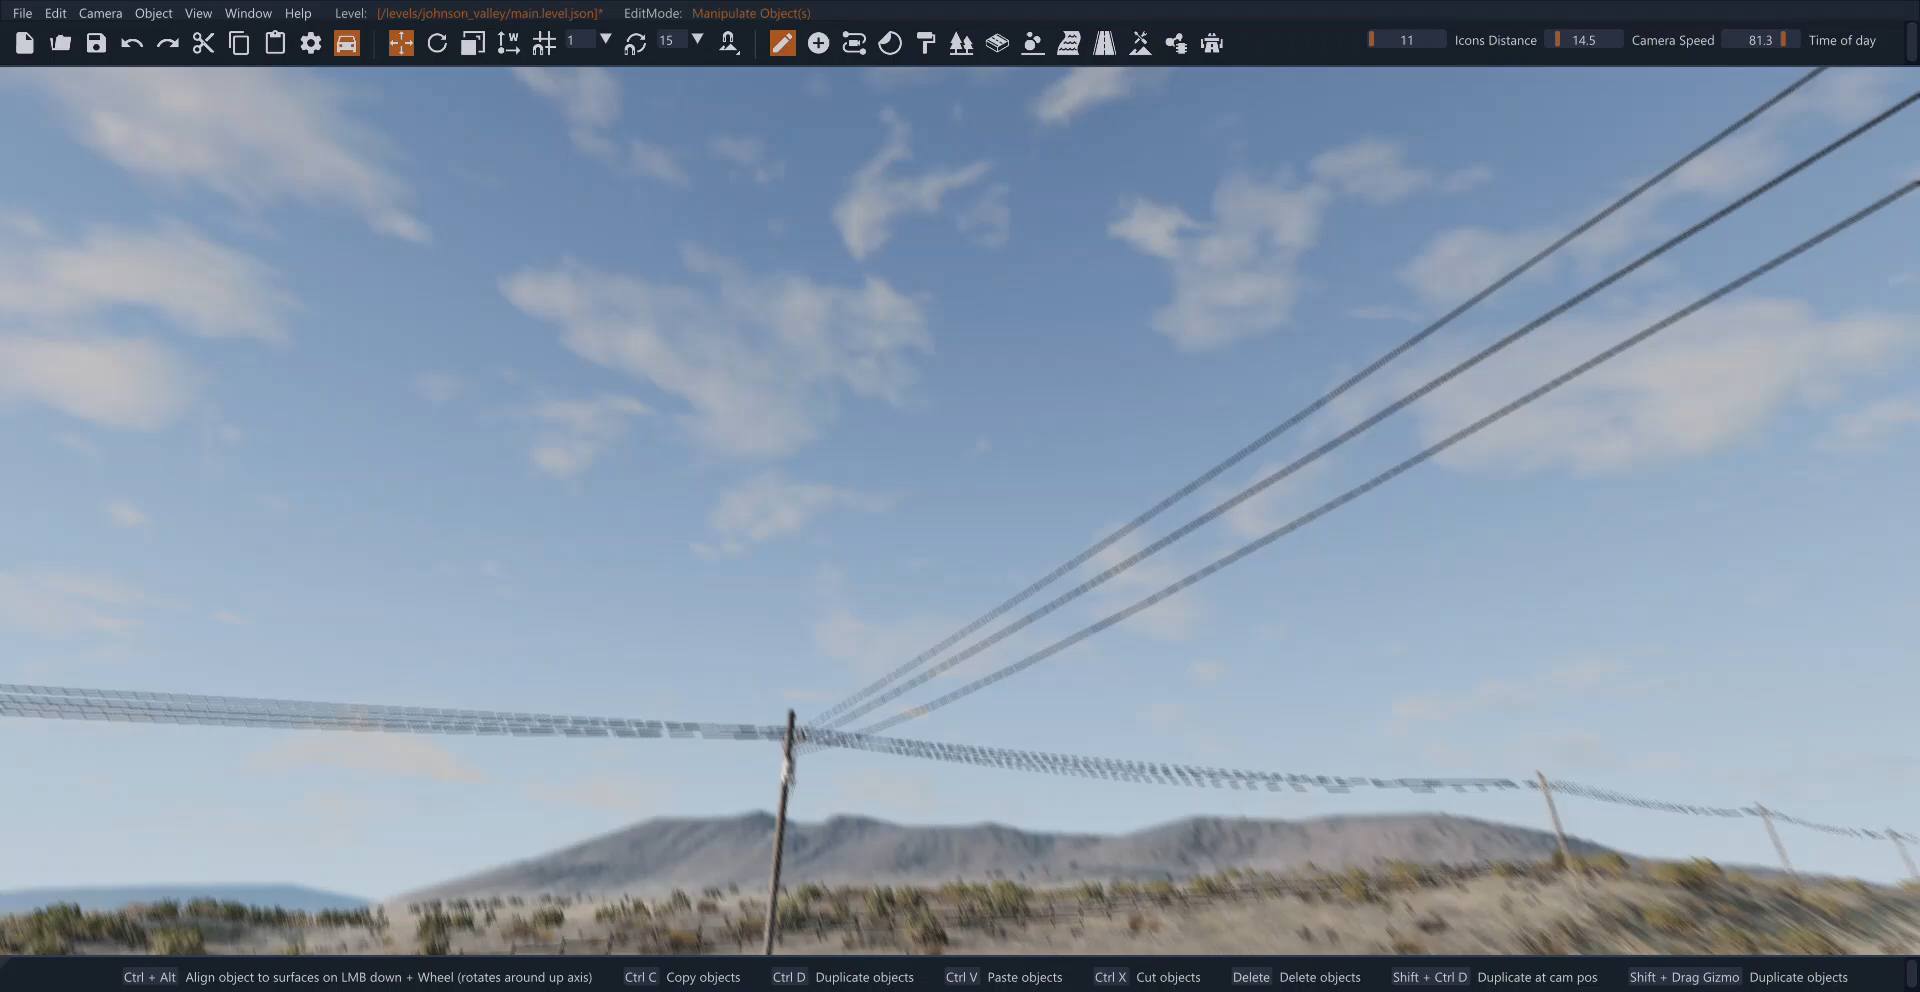 File Edit Camera Object View Window Help Level: [/levels/johnson_valley/main.level.json]* EditMode: Manipulate Object(s)
1 15 11 Icons Distance 14.5 Camera Speed 81.3 Time of day
Ctrl + Alt Align object to surfaces on LMB down + Wheel (rotates around up axis) Ctrl C Copy objects Ctrl D Duplicate objects Ctrl V Paste objects Ctrl X Cut objects Delete Delete objects Shift + Ctrl D Duplicate at cam pos Shift + Drag Gizmo Duplicate objects